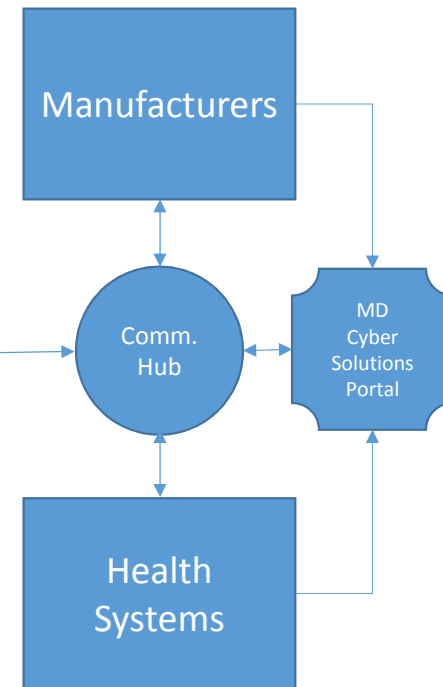 Manufacturers
Comm.
Hub
MD
Cyber
Solutions
Portal
Health
Systems